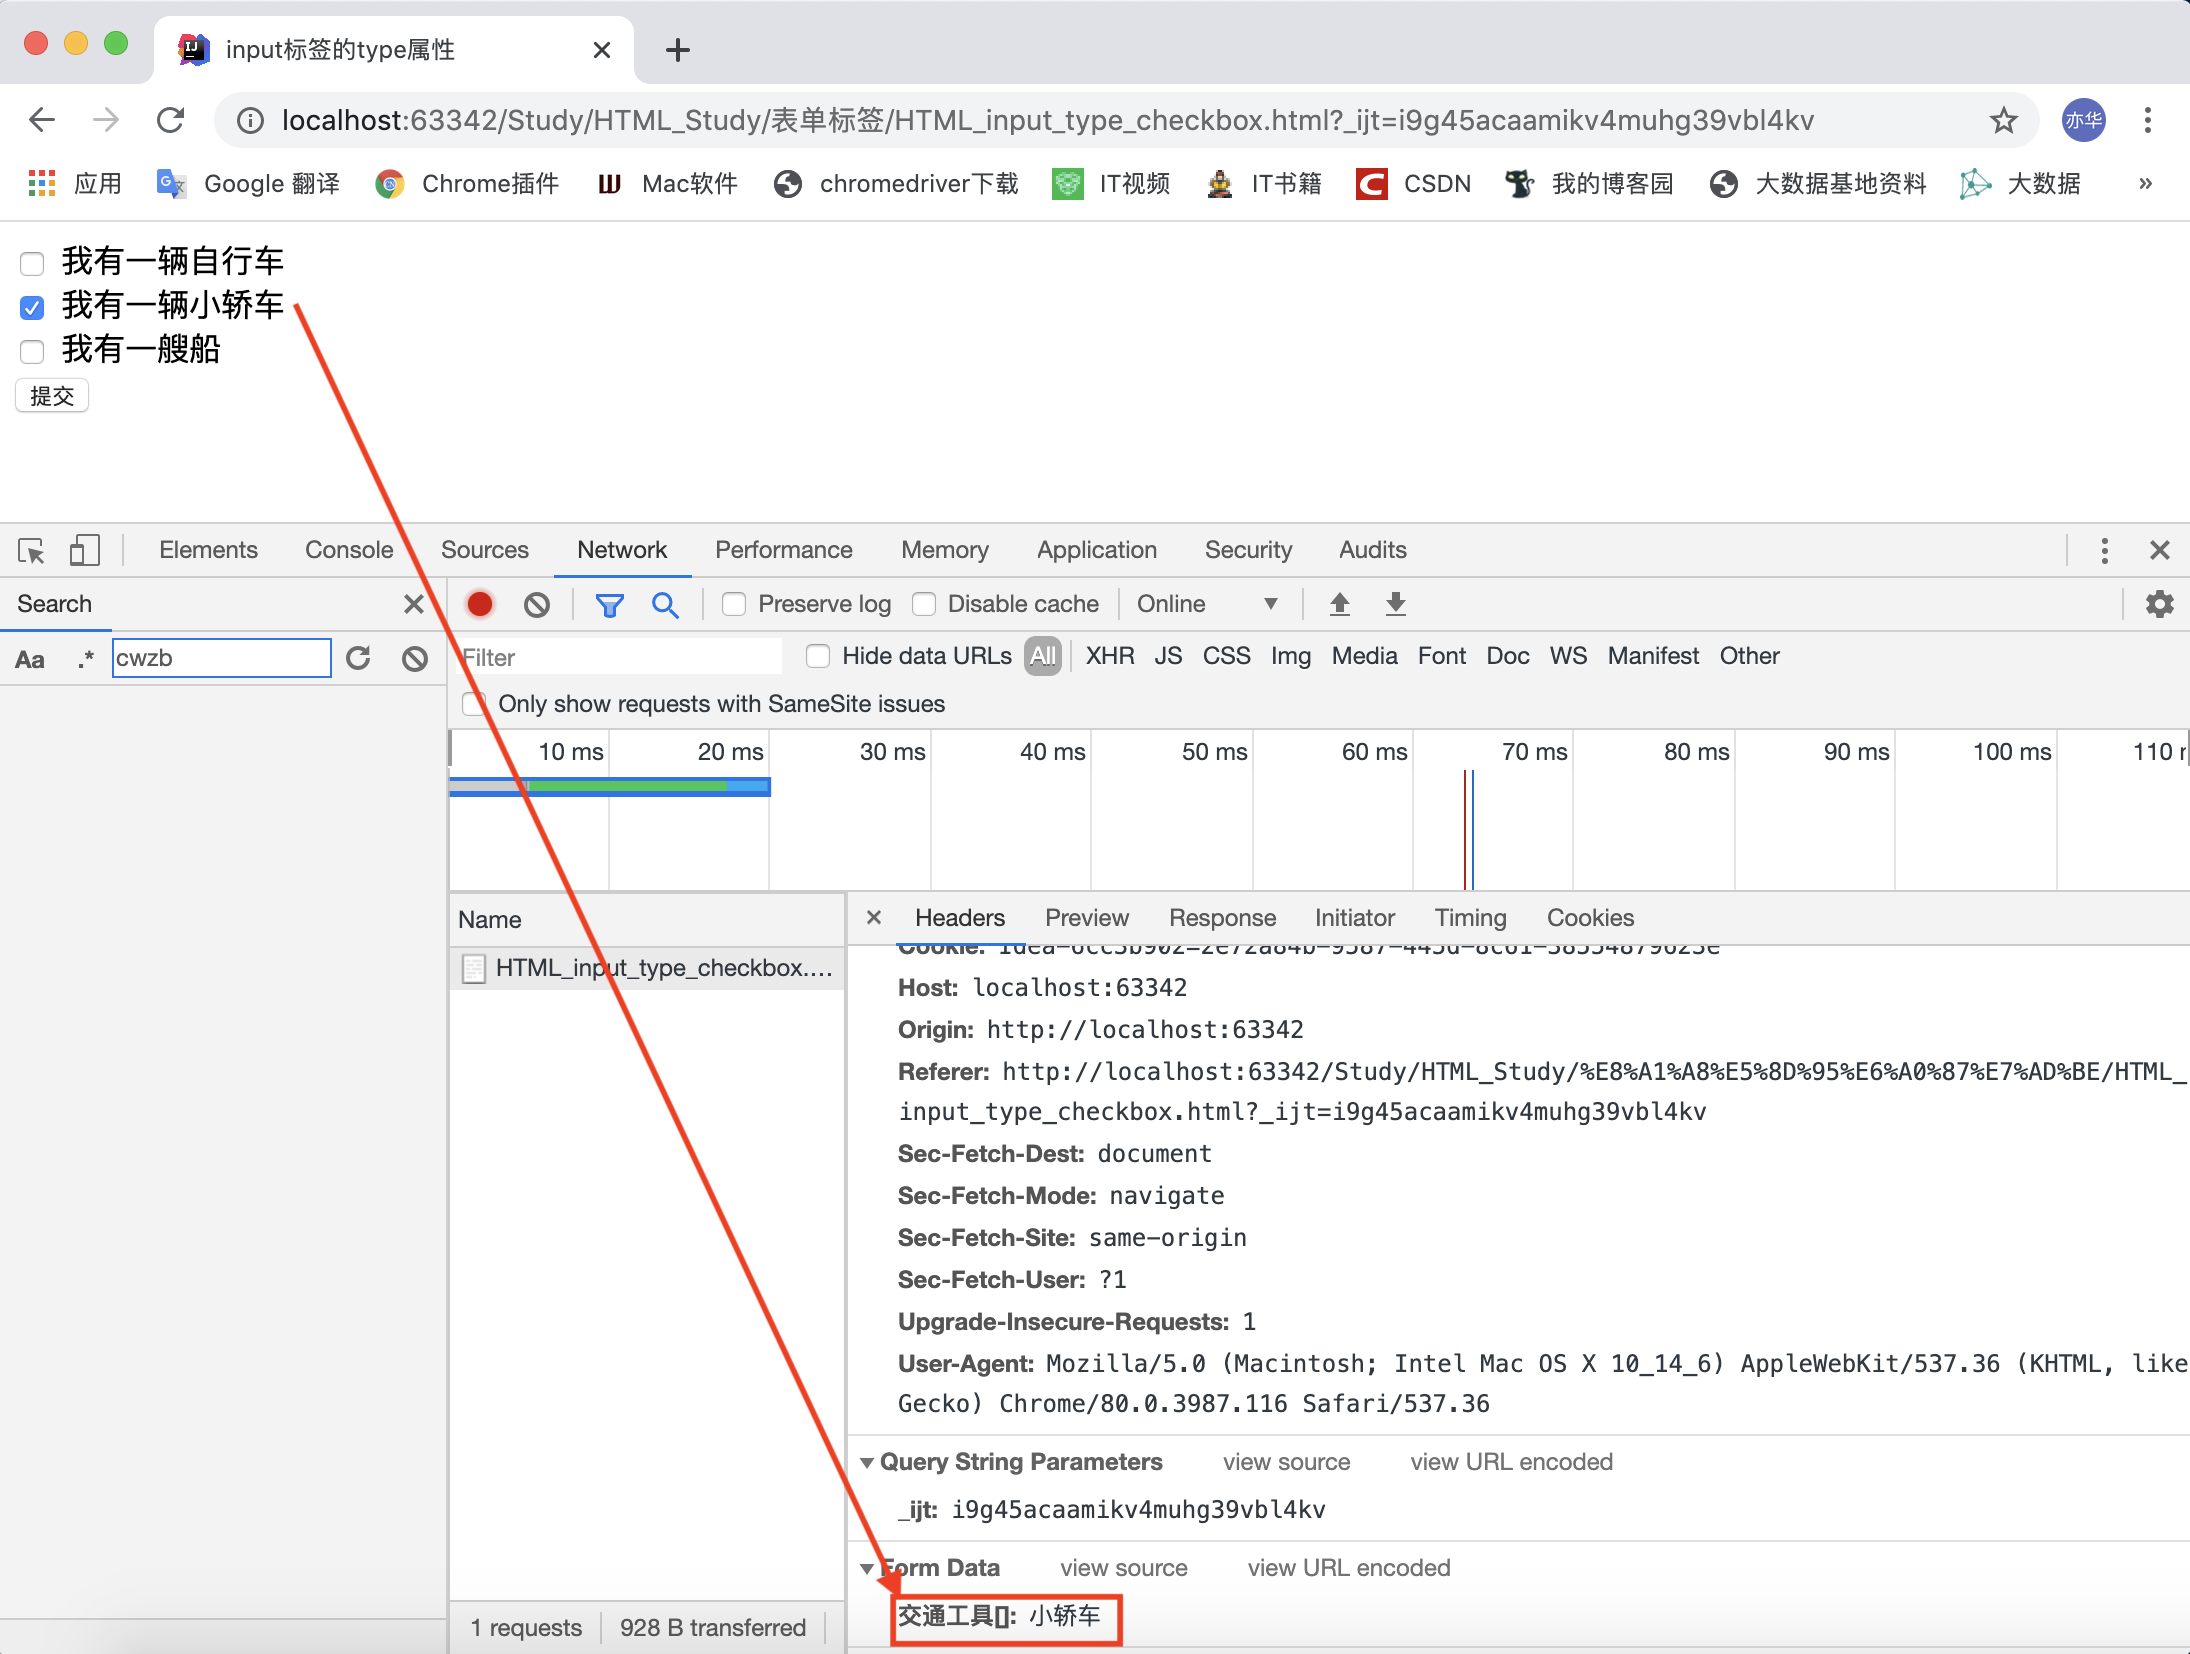 input标签的type属性
localhost:63342/Study/HTML_Study/表单标签/HTML_input_type_checkbox.html?_ijt=i9g45acaamikv4muhg39vbl4kv
亦华
应用 Google 翻译 Chrome插件 Mac软件 chromedriver下载 IT视频 IT书籍 CSDN 我的博客园 大数据基地资料 大数据 »
我有一辆自行车
我有一辆小轿车
我有一艘船
提交
Elements Console Sources Network Performance Memory Application Security Audits
Search
Preserve log Disable cache Online
Aa .* cwzb
Filter Hide data URLs All XHR JS CSS Img Media Font Doc WS Manifest Other
Only show requests with SameSite issues
10 ms 20 ms 30 ms 40 ms 50 ms 60 ms 70 ms 80 ms 90 ms 100 ms 110
Name
HTML_input_type_checkbox....
Headers Preview Response Initiator Timing Cookies
Host: localhost:63342
Origin: http://localhost:63342
Referer: http://localhost:63342/Study/HTML_Study/%E8%A1%A8%E5%8D%95%E6%A0%87%E7%AD%BE/HTML_
input_type_checkbox.html?_ijt=i9g45acaamikv4muhg39vbl4kv
Sec-Fetch-Dest: document
Sec-Fetch-Mode: navigate
Sec-Fetch-Site: same-origin
Sec-Fetch-User: ?1
Upgrade-Insecure-Requests: 1
User-Agent: Mozilla/5.0 (Macintosh; Intel Mac OS X 10_14_6) AppleWebKit/537.36 (KHTML, like
Gecko) Chrome/80.0.3987.116 Safari/537.36
Query String Parameters view source view URL encoded
_ijt: i9g45acaamikv4muhg39vbl4kv
Form Data view source view URL encoded
交通工具[]: 小轿车
1 requests 928 B transferred